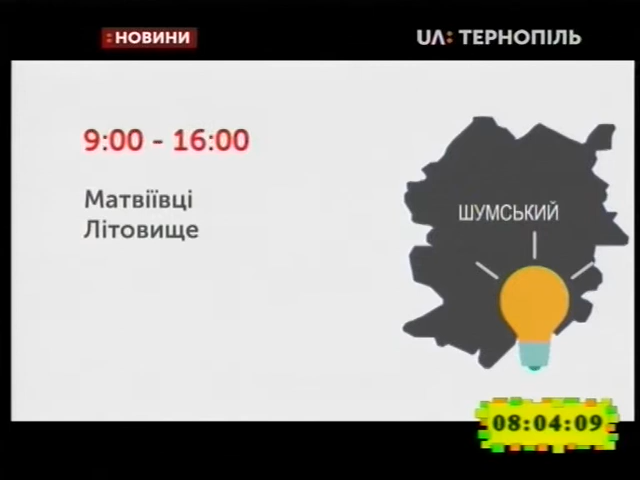 :НОВИНИ
UA: ТЕРНОПІЛЬ
9:00 - 16:00
Матвіївці
Літовище
ШУМСЬКИЙ
08:04:09